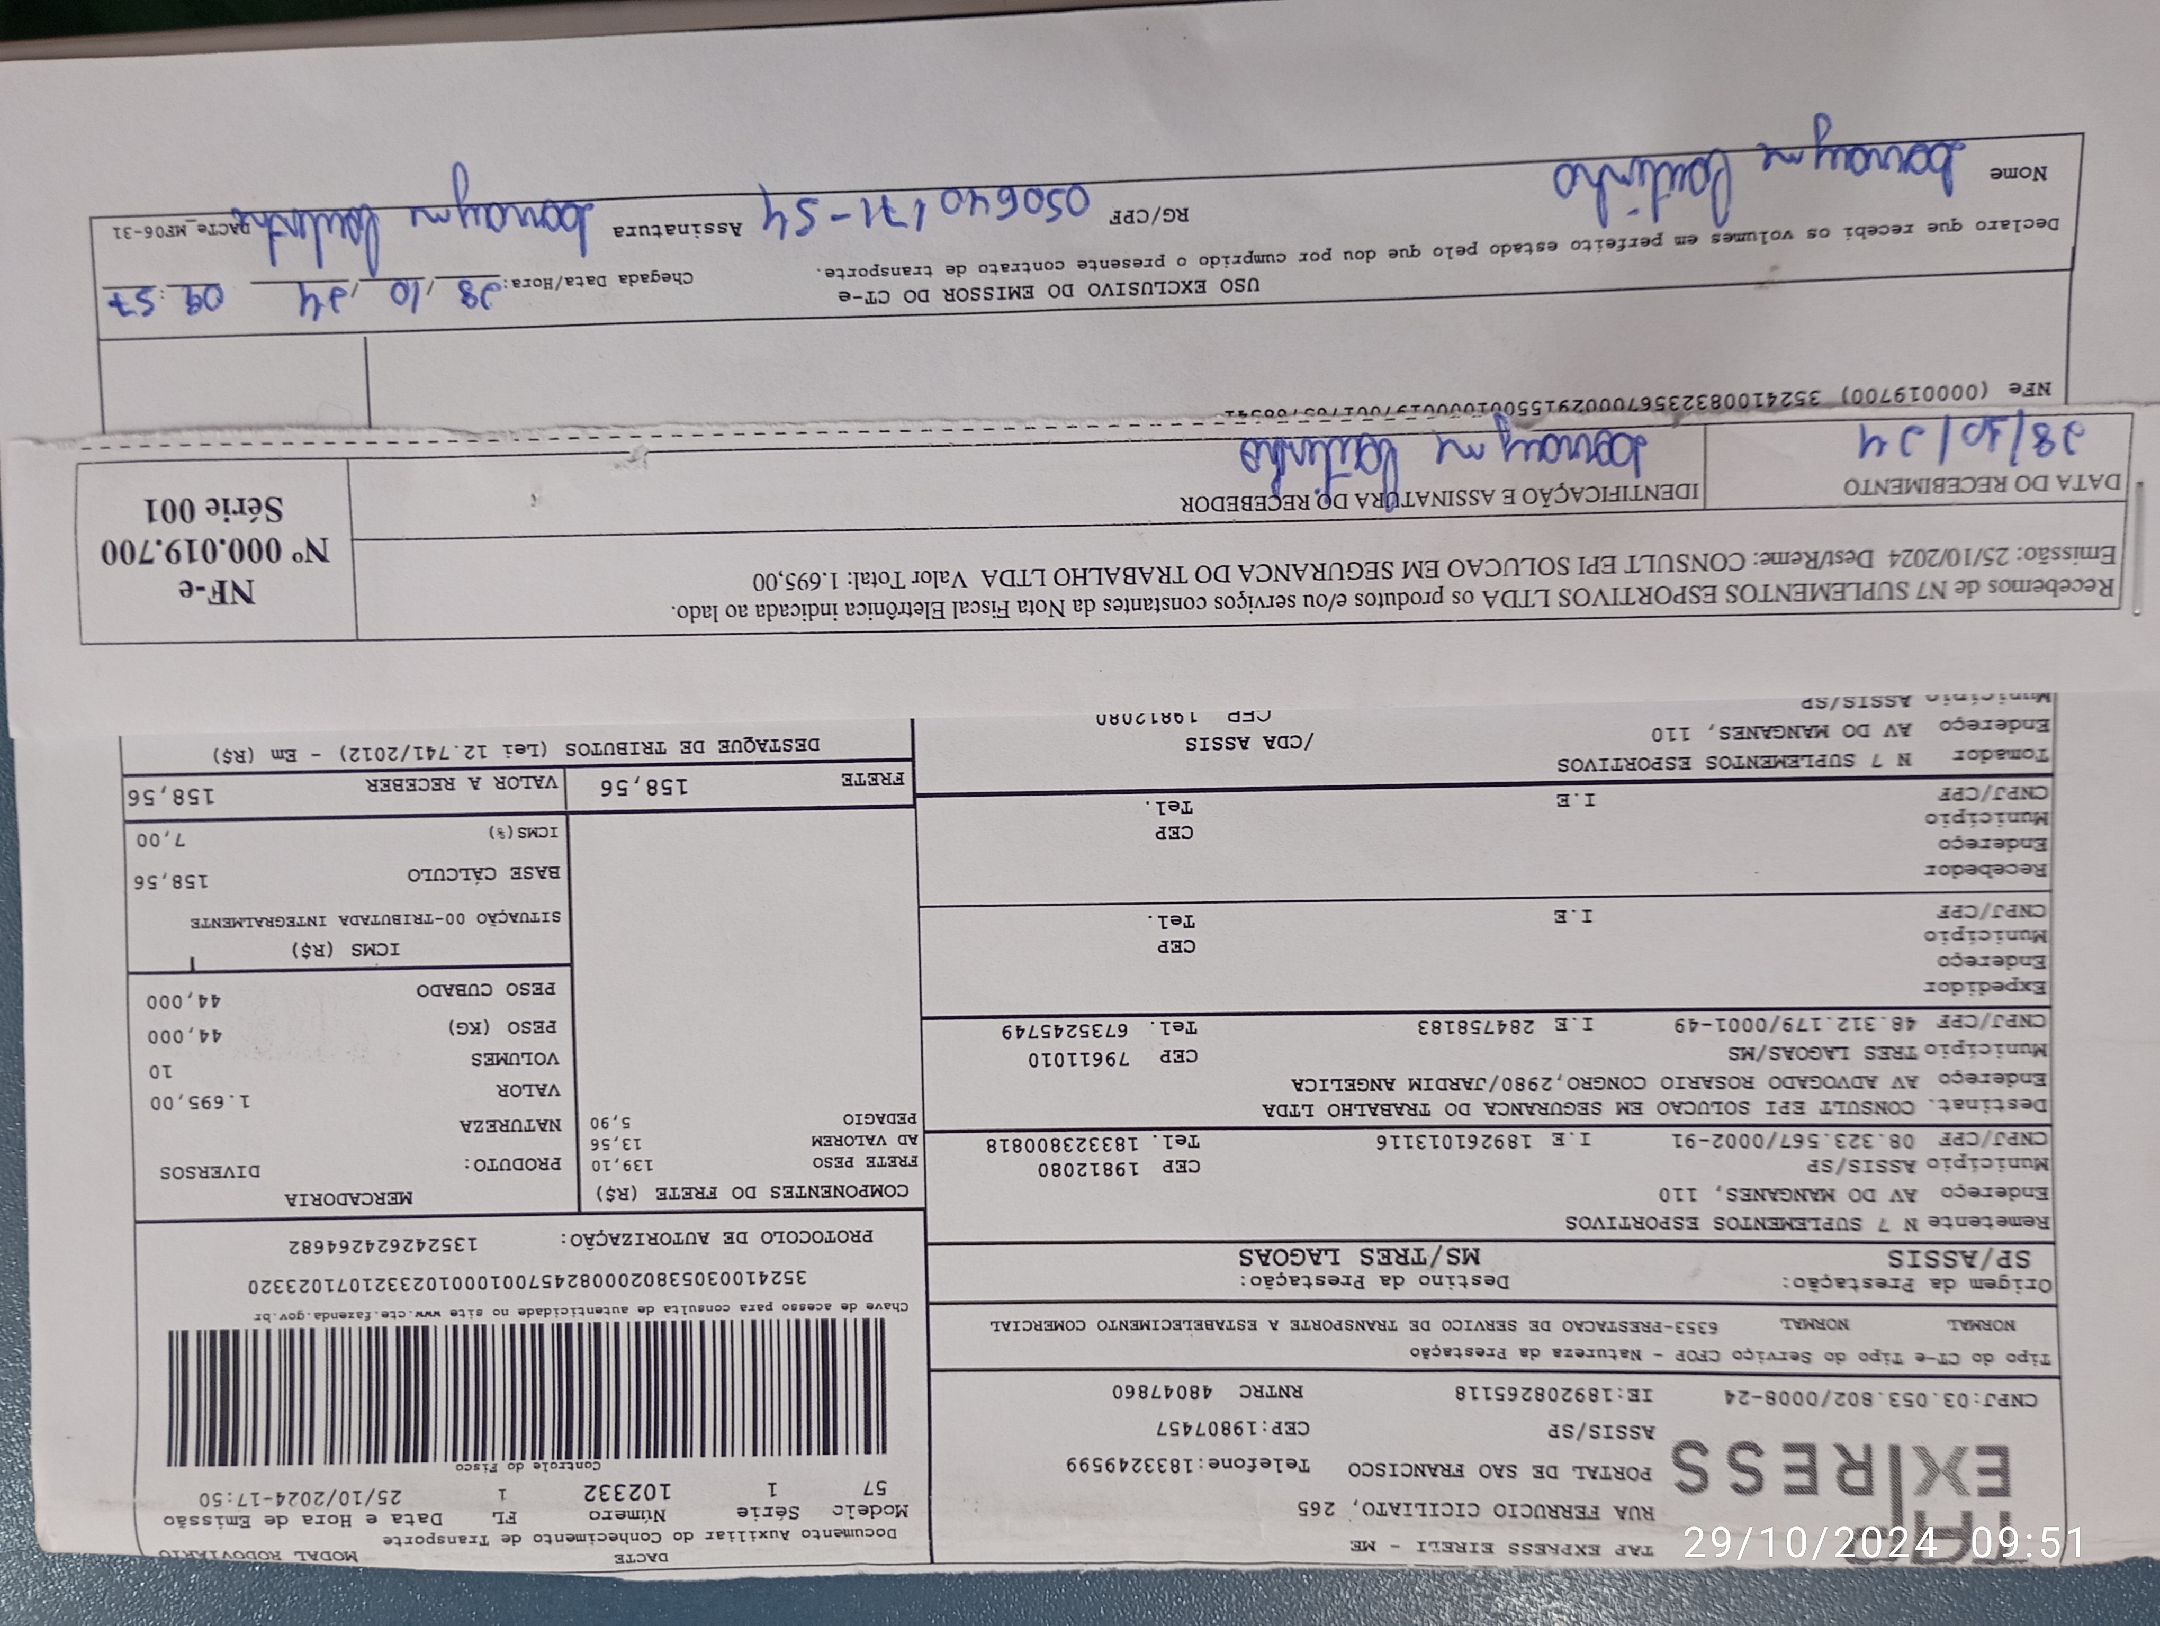 TAP EXPRESS EIRELI - ME
RUA FERRUCIO CICILIATO, 265
PORTAL DE SAO FRANCISCO Telefone:1833249599
ASSIS/SP CEP:19807457
CNPJ:03.053.802/0008-24 IE:189208265118 RNTRC 48047860
TAP
EXPRESS
DACTE MODAL RODOVIARIO
Documento Auxiliar do Conhecimento de Transporte
Modelo Série Número FL Data e Hora de Emissão
57 1 102332 1 25/10/2024-17:50
Controle do Fisco
Chave de acesso para consulta de autenticidade no site www.cte.fazenda.gov.br
35241003053802000824570010001023321071023320
PROTOCOLO DE AUTORIZAÇÃO: 135242624264682
Tipo do CT-e Tipo do Serviço CFOP - Natureza da Prestação
NORMAL NORMAL 6353-PRESTACAO DE SERVICO DE TRANSPORTE A ESTABELECIMENTO COMERCIAL
Origem da Prestação: Destino da Prestação:
SP/ASSIS MS/TRES LAGOAS
Remetente N 7 SUPLEMENTOS ESPORTIVOS
Endereço AV DO MANGANES, 110
Município ASSIS/SP CEP 19812080
CNPJ/CPF 08.323.567/0002-91 I.E 189261013116 Tel. 183323800818
Destinat. CONSULT EPI SOLUCAO EM SEGURANCA DO TRABALHO LTDA
Endereço AV ADVOGADO ROSARIO CONGRO,2980/JARDIM ANGELICA
Município TRES LAGOAS/MS CEP 79611010
CNPJ/CPF 48.312.179/0001-49 I.E 284758183 Tel. 6735245749
Expedidor
Endereço
Município CEP
CNPJ/CPF I.E Tel.
Recebedor
Endereço
Município CEP
CNPJ/CPF I.E Tel.
Tomador N 7 SUPLEMENTOS ESPORTIVOS
Endereço AV DO MANGANES, 110 /CDA ASSIS
Município ASSIS/SP CEP 19812080
COMPONENTES DO FRETE (R$)
FRETE PESO 139,10
AD VALOREM 13,56
PEDAGIO 5,90
MERCADORIA
PRODUTO: DIVERSOS
NATUREZA
VALOR 1.695,00
VOLUMES 10
PESO (KG) 44,000
PESO CUBADO 44,000
ICMS (R$)
SITUAÇÃO 00-TRIBUTADA INTEGRALMENTE
BASE CÁLCULO 158,56
ICMS(%) 7,00
FRETE 158,56 VALOR A RECEBER 158,56
DESTAQUE DE TRIBUTOS (Lei 12.741/2012) - Em (R$)
Recebemos de N7 SUPLEMENTOS ESPORTIVOS LTDA os produtos e/ou serviços constantes da Nota Fiscal Eletrônica indicada ao lado.
Emissão: 25/10/2024 Dest/Reme: CONSULT EPI SOLUCAO EM SEGURANCA DO TRABALHO LTDA Valor Total: 1.695,00
NF-e
Nº 000.019.700
Série 001
DATA DO RECEBIMENTO IDENTIFICAÇÃO E ASSINATURA DO RECEBEDOR
28/10/24
NFe (000019700)
USO EXCLUSIVO DO EMISSOR DO CT-e Chegada Data/Hora: 28/10/24 09:57
Declaro que recebi os volumes em perfeito estado pelo que dou por cumprido o presente contrato de transporte. DACTe_MF06-31
Nome Coutinho RG/CPF 050640171-54 Assinatura Coutinho
29/10/2024 09:51